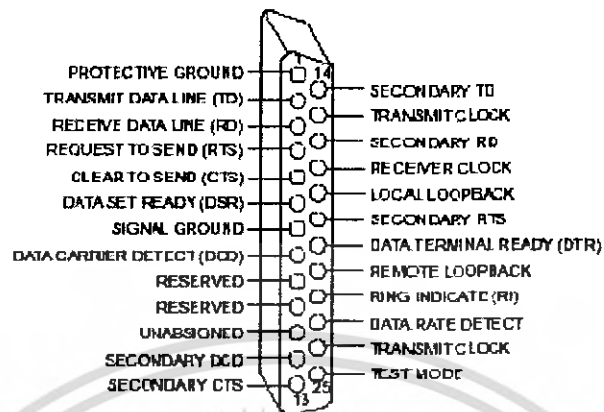 1
14
PROTECTIVE GROUND
TRANSMIT DATA LINE (TD)
RECEIVE DATA LINE (RD)
REQUEST TO SEND (RTS)
CLEAR TO SEND (CTS)
DATA SET READY (DSR)
SIGNAL GROUND
DATA CARRIER DETECT (DCD)
RESERVED
RESERVED
UNABSIGNED
SECONDARY DCD
SECONDARY CTS
13
25
SECONDARY TD
TRANSMIT CLOCK
SECONDARY RD
RECEIVER CLOCK
LOCAL LOOPBACK
SECONDARY RTS
DATA TERMINAL READY (DTR)
REMOTE LOOPBACK
RING INDICATE (RI)
DATA RATE DETECT
TRANSMIT CLOCK
TEST MODE